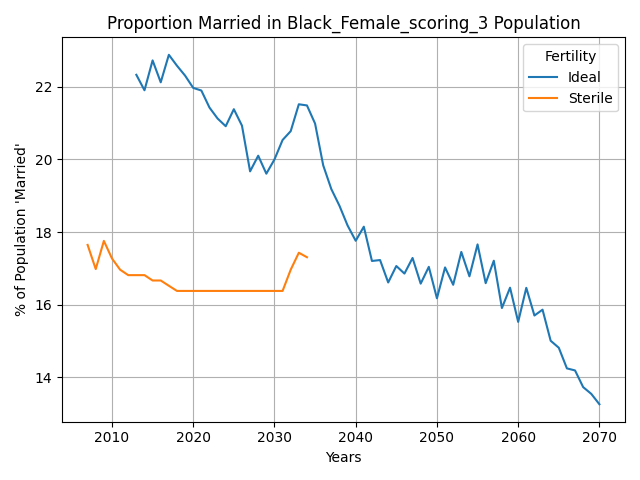 Proportion Married in Black_Female_scoring_3 Population
Fertility
Ideal
Sterile
% of Population 'Married'
22
20
18
16
14
2010 2020 2030 2040 2050 2060 2070
Years